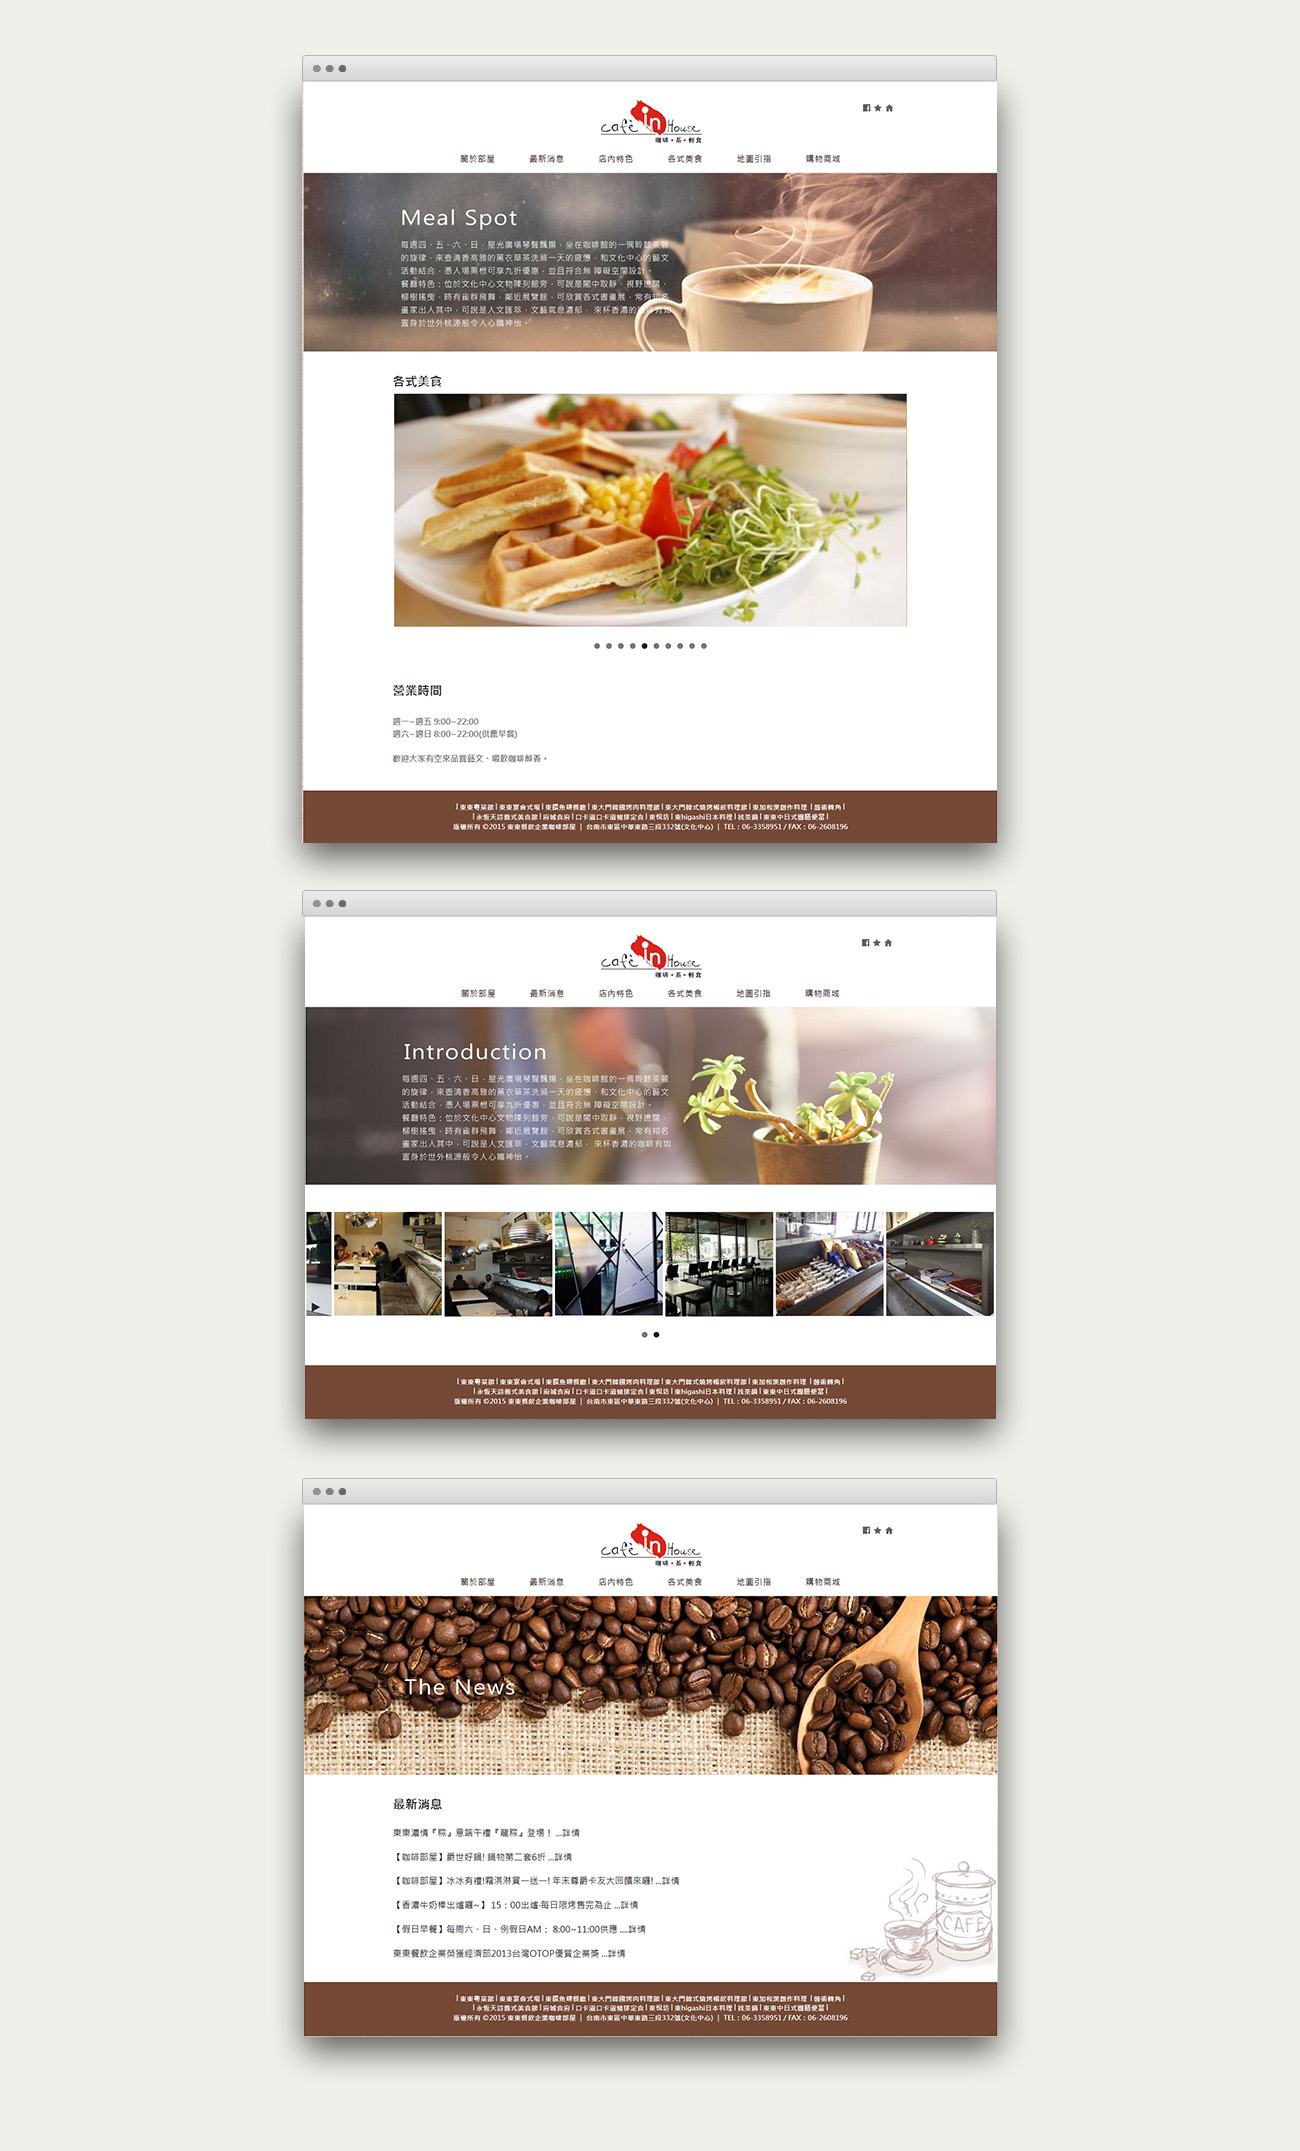 café in House
咖啡・茶・輕食
關於部屋 最新消息 店內特色 各式美食 地圖引指 購物商城
Meal Spot
每週四、五、六、日，星光廣場琴聲飄揚，坐在咖啡館的一偶聆聽美麗
的旋律，來壺清香高雅的薰衣草茶洗滌一天的疲憊，和文化中心的藝文
活動結合，憑入場票根可享九折優惠，並且符合無 障礙空間設計。
餐廳特色：位於文化中心文物陳列館旁，可說是鬧中取靜，視野遼闊，
柳樹搖曳，時有雀群飛舞，鄰近展覽館，可欣賞各式書畫展，常有知名
畫家出入其中，可說是人文匯萃，文藝氣息濃郁， 來杯香濃的咖啡有如
置身於世外桃源般令人心曠神怡。
各式美食
營業時間
週一~週五 9:00~22:00
週六~週日 8:00~22:00(供應早餐)
歡迎大家有空來品嘗藝文、暢飲咖啡醇香。
版權所有 ©2015 東東餐飲企業咖啡部屋 | 台南市東區中華東路三段332號(文化中心) | TEL : 06-3358951 / FAX : 06-2608196
café in House
咖啡・茶・輕食
關於部屋 最新消息 店內特色 各式美食 地圖引指 購物商城
Introduction
每週四、五、六、日，星光廣場琴聲飄揚，坐在咖啡館的一偶聆聽美麗
的旋律，來壺清香高雅的薰衣草茶洗滌一天的疲憊，和文化中心的藝文
活動結合，憑入場票根可享九折優惠，並且符合無 障礙空間設計。
餐廳特色：位於文化中心文物陳列館旁，可說是鬧中取靜，視野遼闊，
柳樹搖曳，時有雀群飛舞，鄰近展覽館，可欣賞各式書畫展，常有知名
畫家出入其中，可說是人文匯萃，文藝氣息濃郁， 來杯香濃的咖啡有如
置身於世外桃源般令人心曠神怡。
版權所有 ©2015 東東餐飲企業咖啡部屋 | 台南市東區中華東路三段332號(文化中心) | TEL : 06-3358951 / FAX : 06-2608196
café in House
咖啡・茶・輕食
關於部屋 最新消息 店內特色 各式美食 地圖引指 購物商城
The News
最新消息
東東濃情『粽』意端午禮『龍粽』登場！ ...詳情
【咖啡部屋】爵世好鍋! 鍋物第二套6折 ...詳情
【咖啡部屋】冰冰有禮!霜淇淋買一送一! 年末尊爵卡友大回饋來囉! ...詳情
【香濃牛奶棒出爐囉~】 15：00出爐·每日限烤售完為止 ...詳情
【假日早餐】每周六、日、例假日AM： 8:00~11:00供應 ....詳情
東東餐飲企業榮獲經濟部2013台灣OTOP優質企業獎 ...詳情
CAFE
版權所有 ©2015 東東餐飲企業咖啡部屋 | 台南市東區中華東路三段332號(文化中心) | TEL : 06-3358951 / FAX : 06-2608196